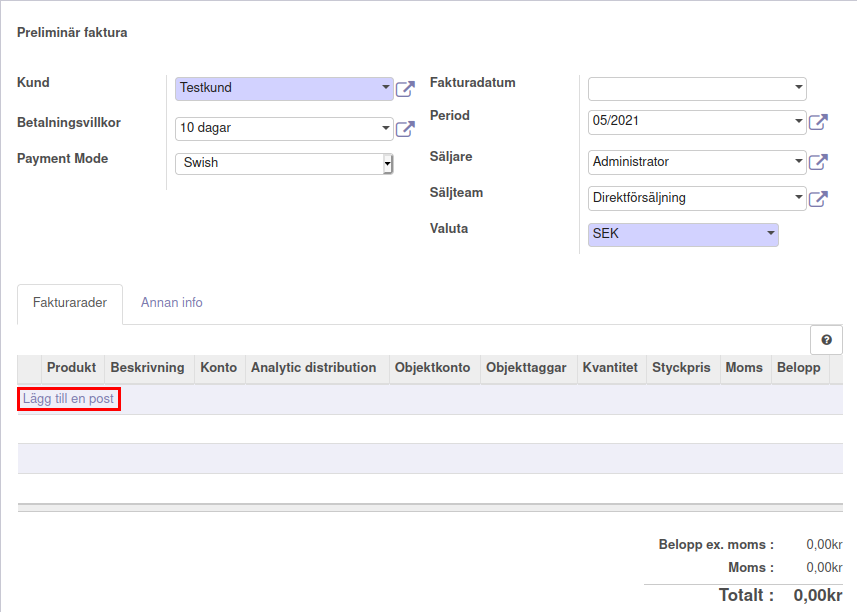 Preliminär faktura
Kund
Testkund
Betalningsvillkor
10 dagar
Payment Mode
Swish
Fakturadatum
Period
05/2021
Säljare
Administrator
Säljteam
Direktförsäljning
Valuta
SEK
Fakturarader Annan info
?
Produkt Beskrivning Konto Analytic distribution Objektkonto Objekttaggar Kvantitet Styckpris Moms Belopp
Lägg till en post
Belopp ex. moms : 0,00kr
Moms : 0,00kr
Totalt : 0,00kr